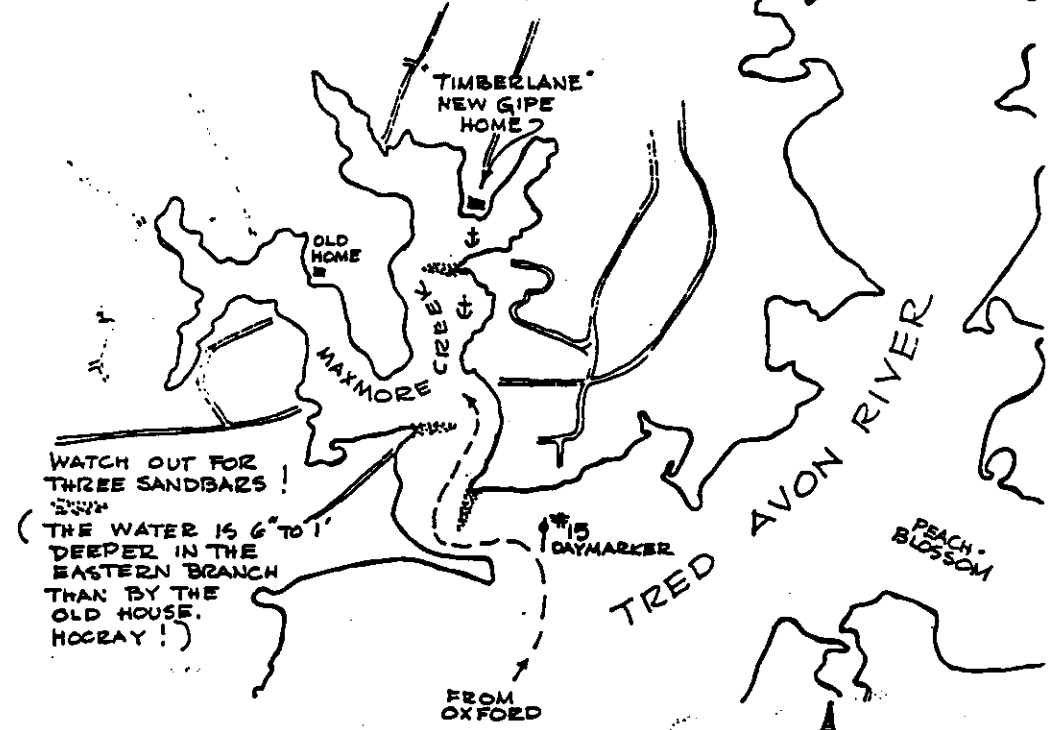 "TIMBERLANE"
NEW GIPE
HOME
OLD
HOME
MAXMORE CREEK
WATCH OUT FOR
THREE SANDBARS !
( THE WATER IS 6" TO 1'
DEEPER IN THE
EASTERN BRANCH
THAN BY THE
OLD HOUSE.
HOORAY ! )
#15
DAYMARKER
TRED AVON RIVER
PEACH-
BLOSSOM
FROM
OXFORD